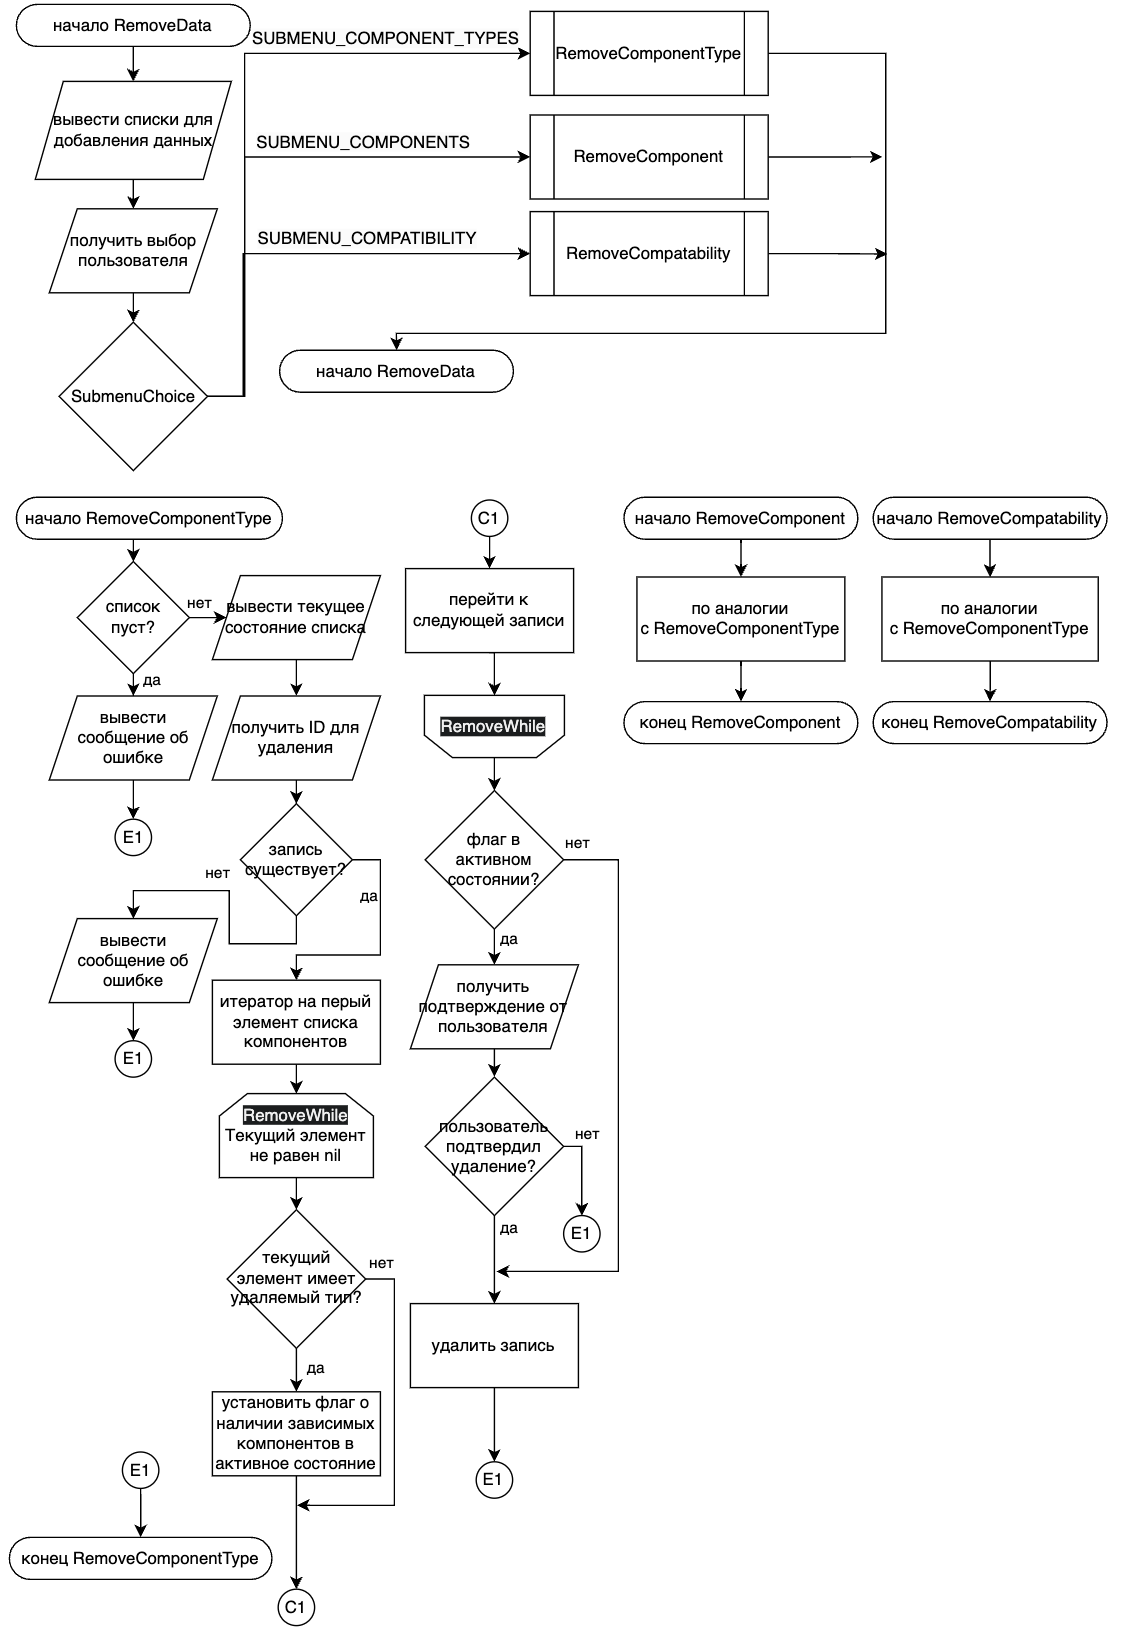 начало RemoveData
вывести списки для
добавления данных
получить выбор
пользователя
SubmenuChoice
SUBMENU_COMPONENT_TYPES
RemoveComponentType
SUBMENU_COMPONENTS
RemoveComponent
SUBMENU_COMPATIBILITY
RemoveCompatability
начало RemoveData
начало RemoveComponentType
список
пуст?
нет
да
вывести текущее
состояние списка
вывести
сообщение об
ошибке
E1
получить ID для
удаления
запись
существует?
нет
да
вывести
сообщение об
ошибке
E1
итератор на перый
элемент списка
компонентов
RemoveWhile
Текущий элемент
не равен nil
текущий
элемент имеет
удаляемый тип?
нет
да
установить флаг о
наличии зависимых
компонентов в
активное состояние
C1
E1
конец RemoveComponentType
C1
перейти к
следующей записи
RemoveWhile
флаг в
активном
состоянии?
нет
да
получить
подтверждение от
пользователя
пользователь
подтвердил
удаление?
нет
E1
да
удалить запись
E1
начало RemoveComponent
по аналогии
с RemoveComponentType
конец RemoveComponent
начало RemoveCompatability
по аналогии
с RemoveComponentType
конец RemoveCompatability